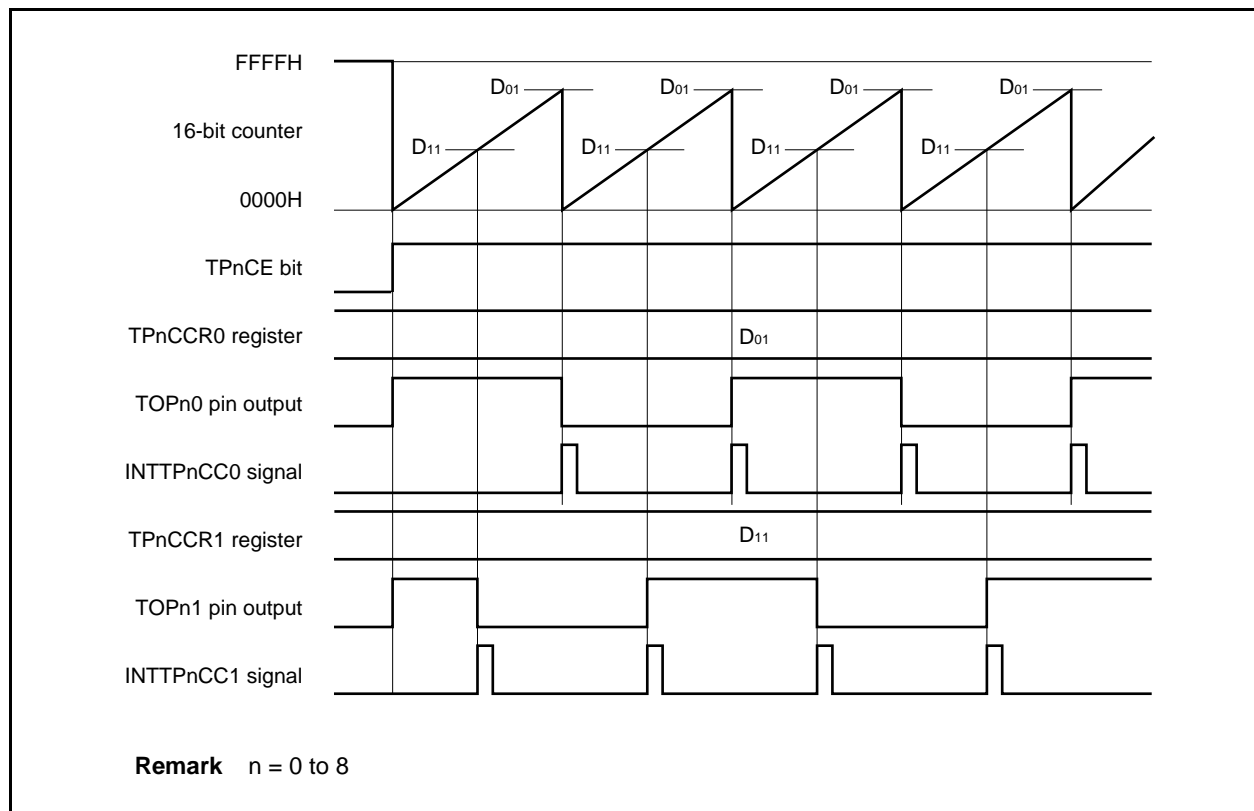 FFFFH
D01 D01 D01 D01
16-bit counter
D11 D11 D11 D11
0000H
TPnCE bit
TPnCCR0 register D01
TOPn0 pin output
INTTPnCC0 signal
TPnCCR1 register D11
TOPn1 pin output
INTTPnCC1 signal
Remark n = 0 to 8